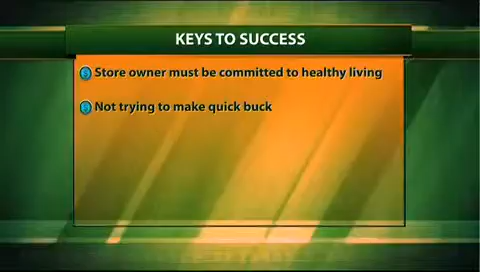 KEYS TO SUCCESS
Store owner must be committed to healthy living
Not trying to make quick buck